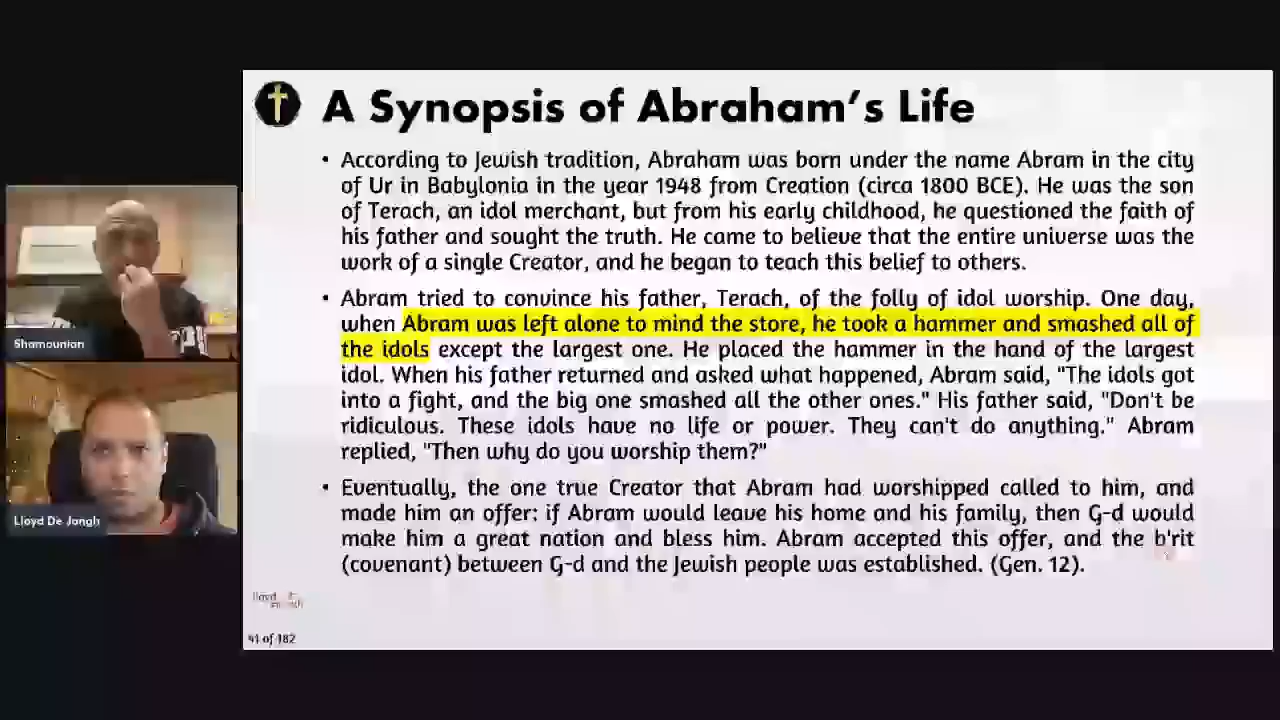 A Synopsis of Abraham's Life
• According to Jewish tradition, Abraham was born under the name Abram in the city
of Ur in Babylonia in the year 1948 from Creation (circa 1800 BCE). He was the son
of Terach, an idol merchant, but from his early childhood, he questioned the faith of
his father and sought the truth. He came to believe that the entire universe was the
work of a single Creator, and he began to teach this belief to others.
• Abram tried to convince his father, Terach, of the folly of idol worship. One day,
when Abram was left alone to mind the store, he took a hammer and smashed all of
the idols except the largest one. He placed the hammer in the hand of the largest
idol. When his father returned and asked what happened, Abram said, "The idols got
into a fight, and the big one smashed all the other ones." His father said, "Don't be
ridiculous. These idols have no life or power. They can't do anything." Abram
replied, "Then why do you worship them?"
• Eventually, the one true Creator that Abram had worshipped called to him, and
made him an offer: if Abram would leave his home and his family, then G-d would
make him a great nation and bless him. Abram accepted this offer, and the b'rit
(covenant) between G-d and the Jewish people was established. (Gen. 12).
41 of 182
Shamounian
Lloyd De Jongh